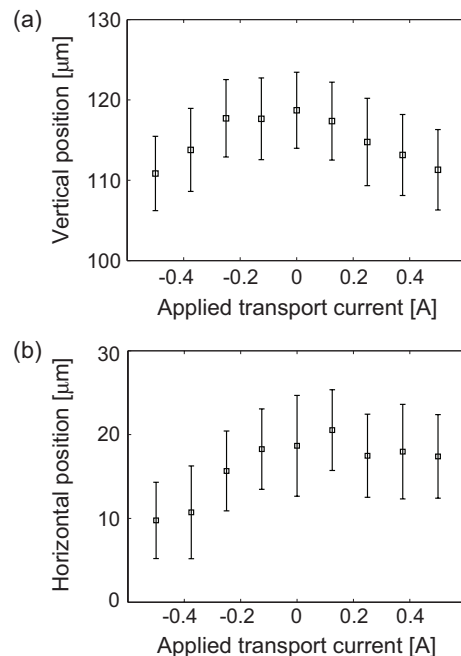 (a)
130
120
110
100
Vertical position [μm]
-0.4 -0.2 0 0.2 0.4
Applied transport current [A]
(b)
30
20
10
0
Horizontal position [μm]
-0.4 -0.2 0 0.2 0.4
Applied transport current [A]